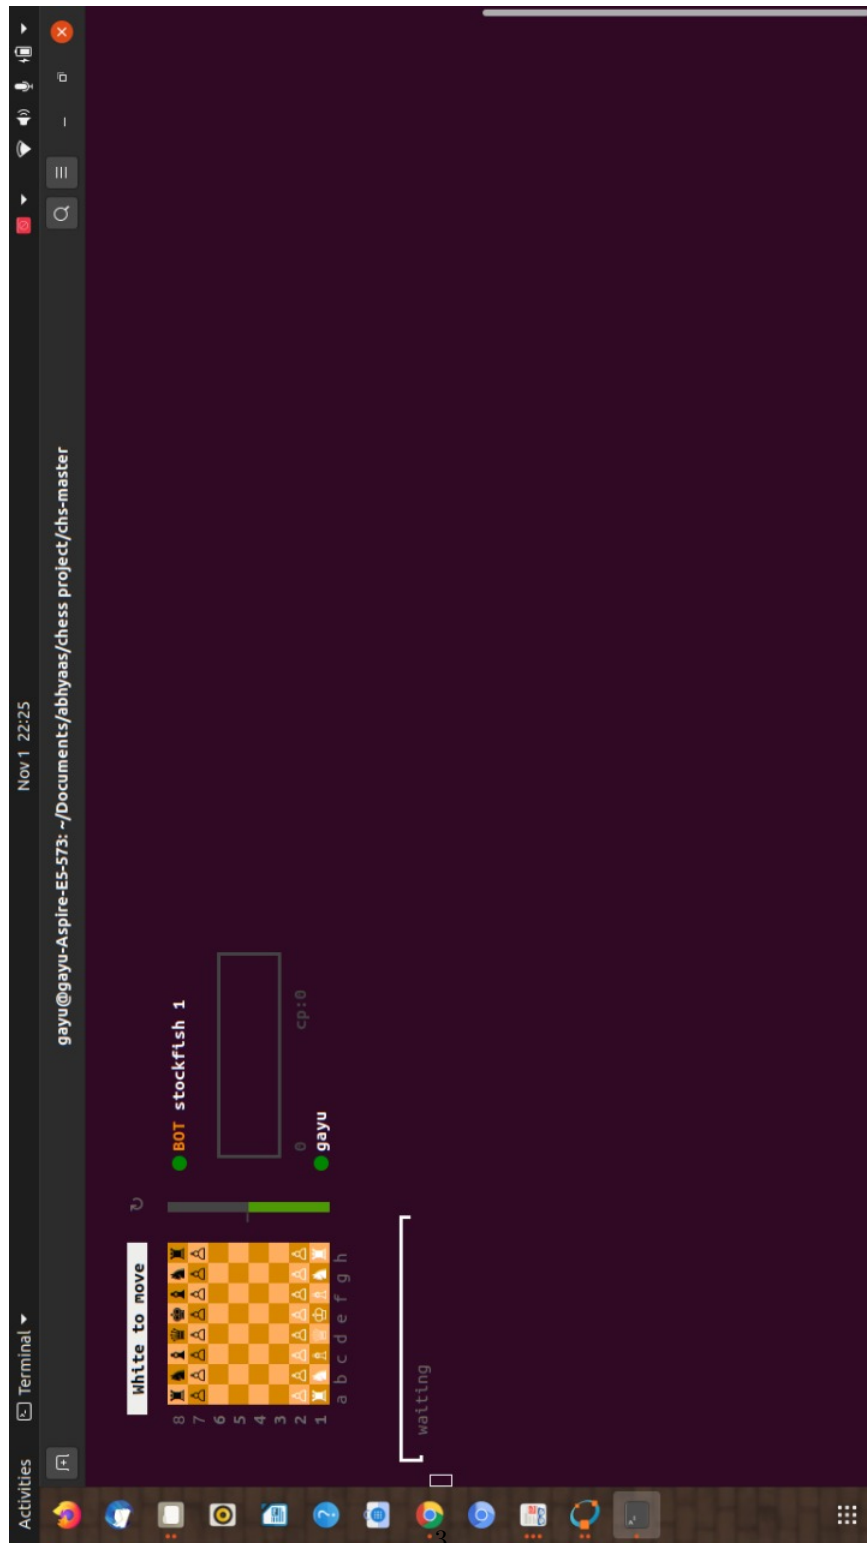 Activities Terminal Nov 1 22:25
gayu@gayu-Aspire-E5-573: ~/Documents/abhyaas/chess project/chs-master
White to move
8 BOT stockfish 1
7
6
5
4
3
2 0 cp:0
1 gayu
a b c d e f g h
waiting
3